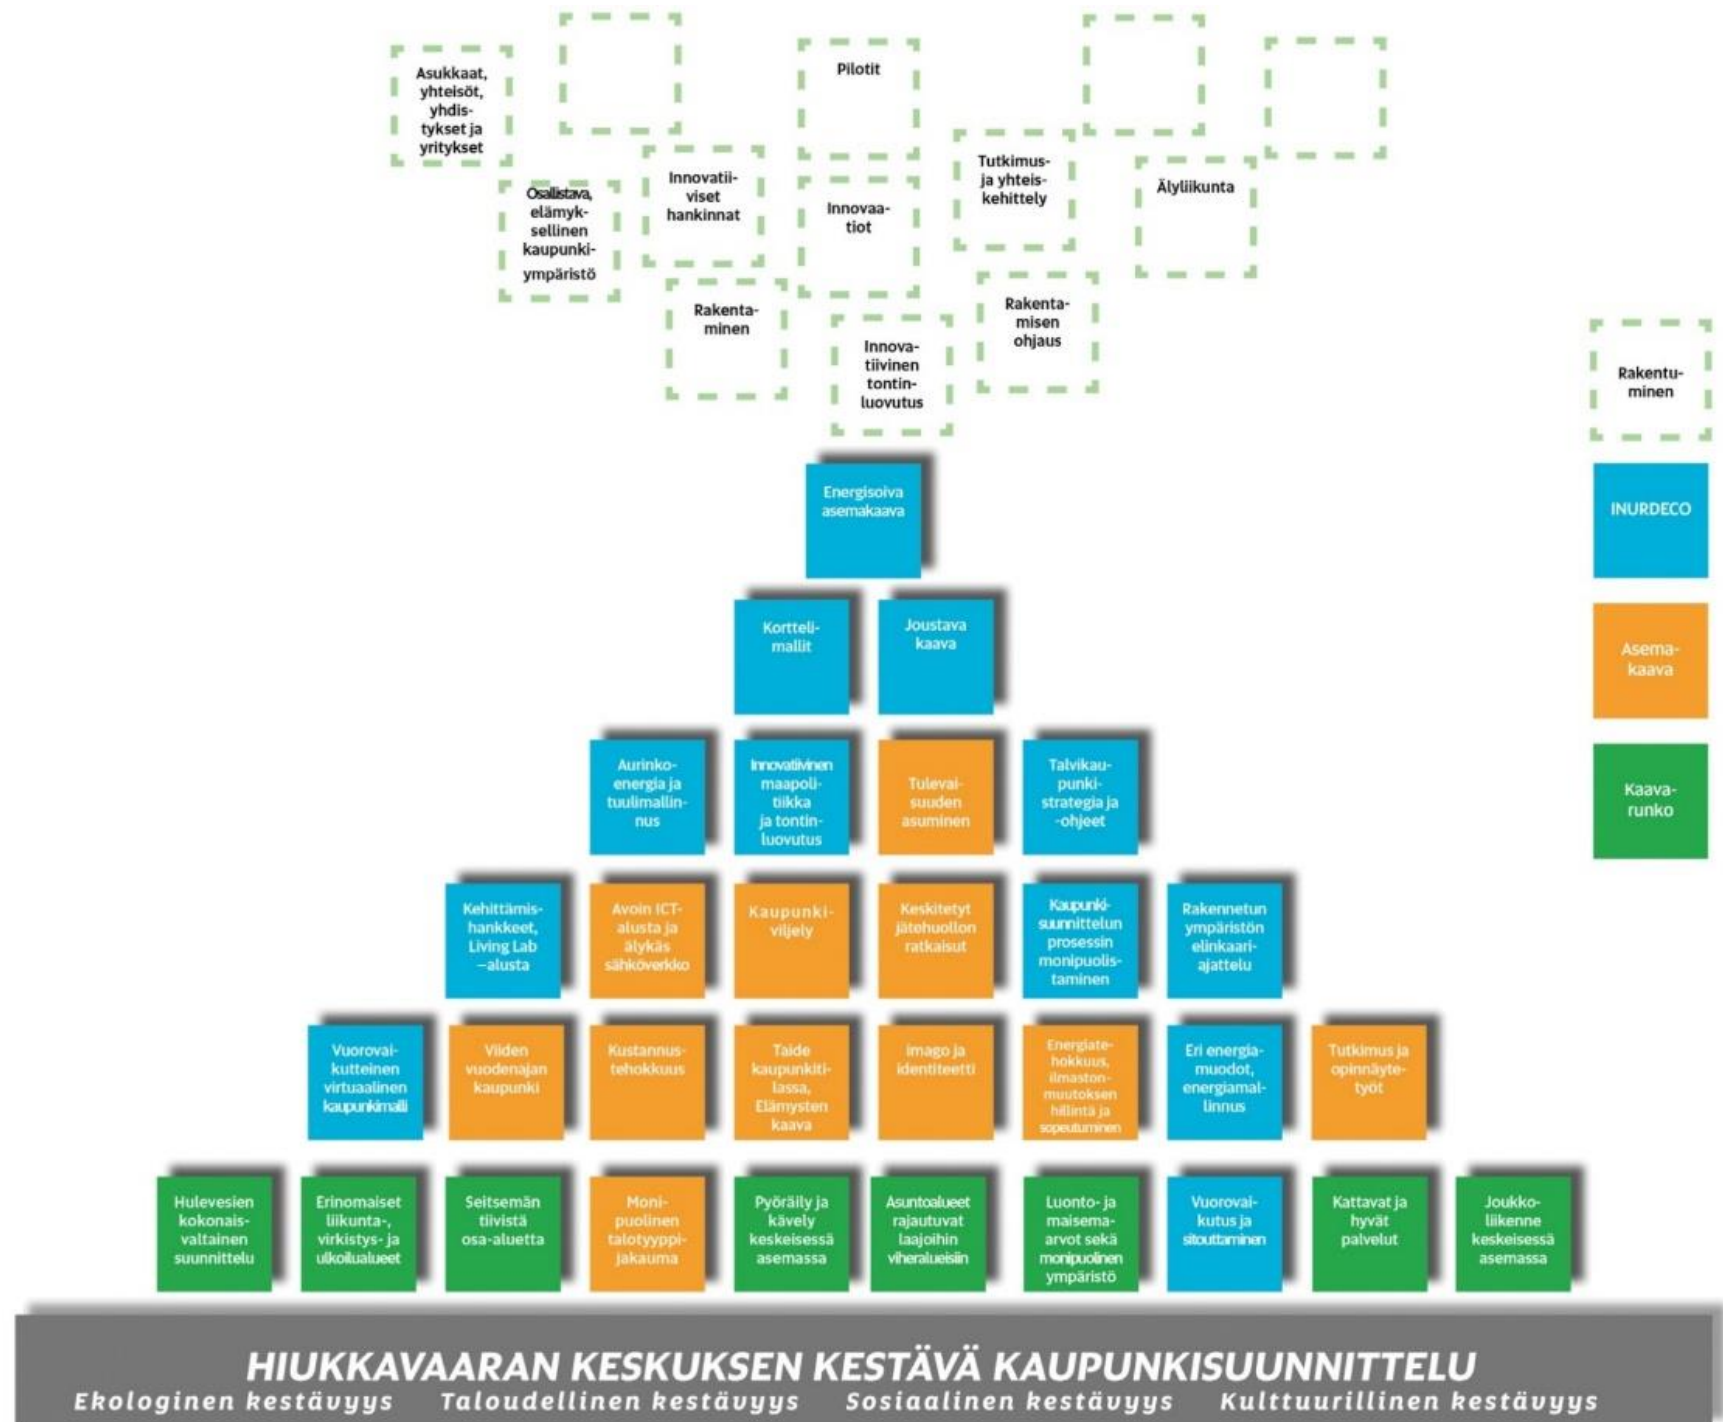 Asukkaat,
yhteisöt,
yhdis-
tykset ja
yritykset
Pilotit
Osallistava,
elämyk-
sellinen
kaupunki-
ympäristö
Innovatii-
viset
hankinnat
Innovaa-
tiot
Tutkimus-
ja yhteis-
kehittely
Älyliikunta
Rakenta-
minen
Innova-
tiivinen
tontin-
luovutus
Rakenta-
misen
ohjaus
Rakentu-
minen
INURDECO
Asema-
kaava
Kaava-
runko
Energisoiva
asemakaava
Kortteli-
mallit
Joustava
kaava
Aurinko-
energia ja
tuulimallin-
nus
Innovatiivinen
maapoli-
tiikka
ja tontin-
luovutus
Tulevai-
suuden
asuminen
Talvikau-
punki-
strategia ja
-ohjeet
Kehittämis-
hankkeet,
Living Lab
–alusta
Avoin ICT-
alusta ja
älykäs
sähköverkko
Kaupunki-
viljely
Keskitetyt
jätehuollon
ratkaisut
Kaupunki-
suunnittelun
prosessin
monipuolis-
taminen
Rakennetun
ympäristön
elinkaari-
ajattelu
Vuorovai-
kutteinen
virtuaalinen
kaupunkimalli
Viiden
vuodenajan
kaupunki
Kustannus-
tehokkuus
Taide
kaupunkiti-
lassa,
Elämysten
kaava
imago ja
identiteetti
Energiate-
hokkuus,
ilmaston-
muutoksen
hillintä ja
sopeutuminen
Eri energia-
muodot,
energiamal-
linnus
Tutkimus ja
opinnäyte-
työt
Hulevesien
kokonais-
valtainen
suunnittelu
Erinomaiset
liikunta-,
virkistys- ja
ulkoilualueet
Seitsemän
tiivistä
osa-aluetta
Moni-
puolinen
talotyyppi-
jakauma
Pyöräily ja
kävely
keskeisessä
asemassa
Asuntoalueet
rajautuvat
laajoihin
viheralueisiin
Luonto- ja
maisema-
arvot sekä
monipuolinen
ympäristö
Vuorovai-
kutus ja
sitouttaminen
Kattavat ja
hyvät
palvelut
Joukko-
liikenne
keskeisessä
asemassa
HIUKKAVAARAN KESKUKSEN KESTÄVÄ KAUPUNKISUUNNITTELU
Ekologinen kestävyys Taloudellinen kestävyys Sosiaalinen kestävyys Kulttuurillinen kestävyys